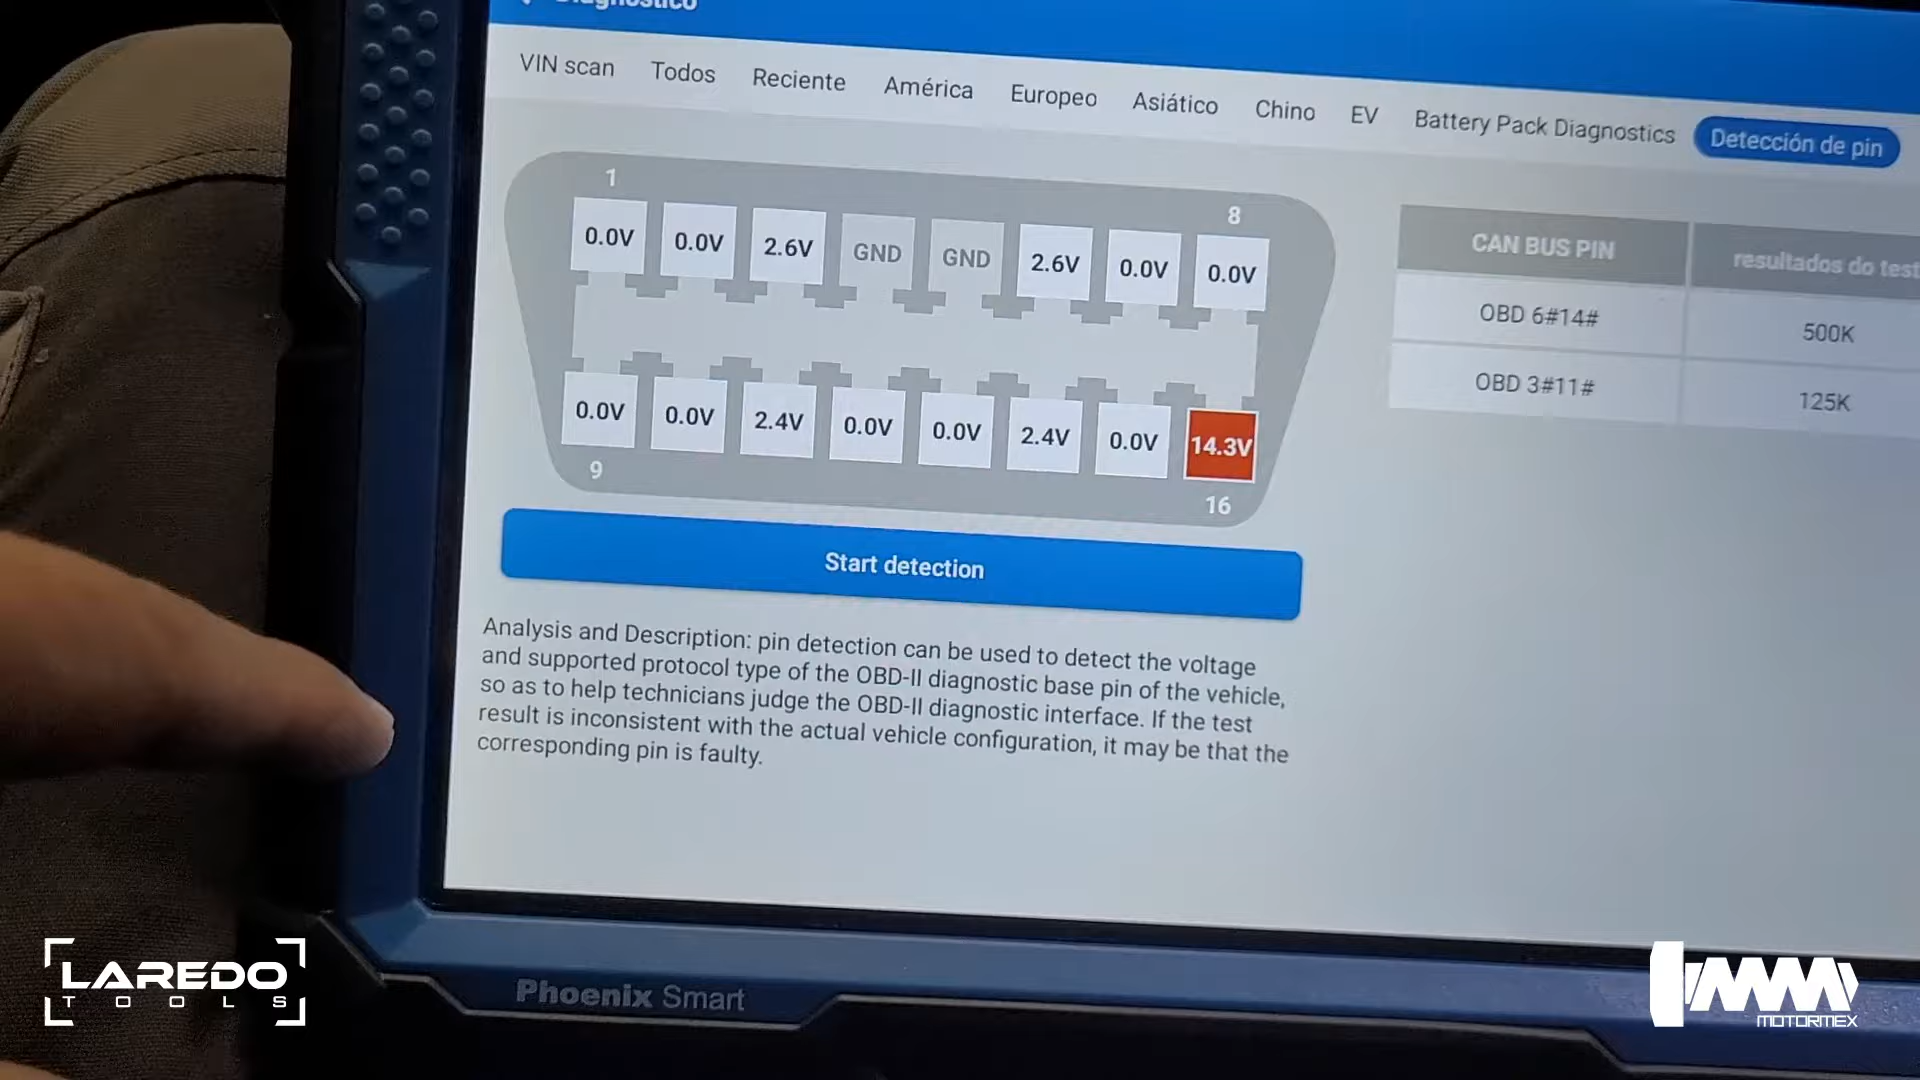 Diagnóstico
VIN scan Todos Reciente América Europeo Asiático Chino EV Battery Pack Diagnostics Detección de pin
1
8
0.0V 0.0V 2.6V GND GND 2.6V 0.0V 0.0V
0.0V 0.0V 2.4V 0.0V 0.0V 2.4V 0.0V 14.3V
9
16
CAN BUS PIN resultados do test
OBD 6#14# 500K
OBD 3#11# 125K
Start detection
Analysis and Description: pin detection can be used to detect the voltage
and supported protocol type of the OBD-II diagnostic base pin of the vehicle,
so as to help technicians judge the OBD-II diagnostic interface. If the test
result is inconsistent with the actual vehicle configuration, it may be that the
corresponding pin is faulty.
Phoenix Smart
LAREDO
TOOLS
MOTORMEX